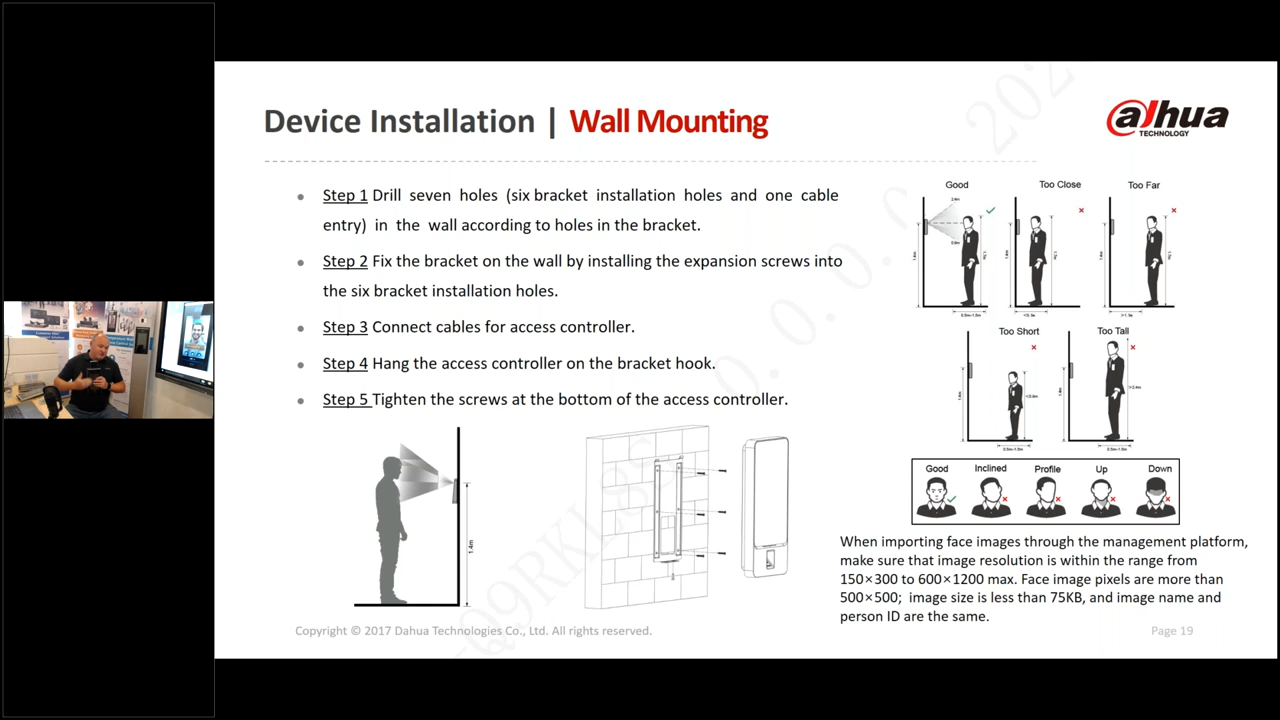 Device Installation | Wall Mounting
alhua
TECHNOLOGY
Step 1 Drill seven holes (six bracket installation holes and one cable
entry) in the wall according to holes in the bracket.
Step 2 Fix the bracket on the wall by installing the expansion screws into
the six bracket installation holes.
Step 3 Connect cables for access controller.
Step 4 Hang the access controller on the bracket hook.
Step 5 Tighten the screws at the bottom of the access controller.
1.4m
Good
Too Close
Too Far
Too Short
Too Tall
Good
Inclined
Profile
Up
Down
When importing face images through the management platform,
make sure that image resolution is within the range from
150×300 to 600×1200 max. Face image pixels are more than
500×500; image size is less than 75KB, and image name and
person ID are the same.
Copyright © 2017 Dahua Technologies Co., Ltd. All rights reserved.
Page 19